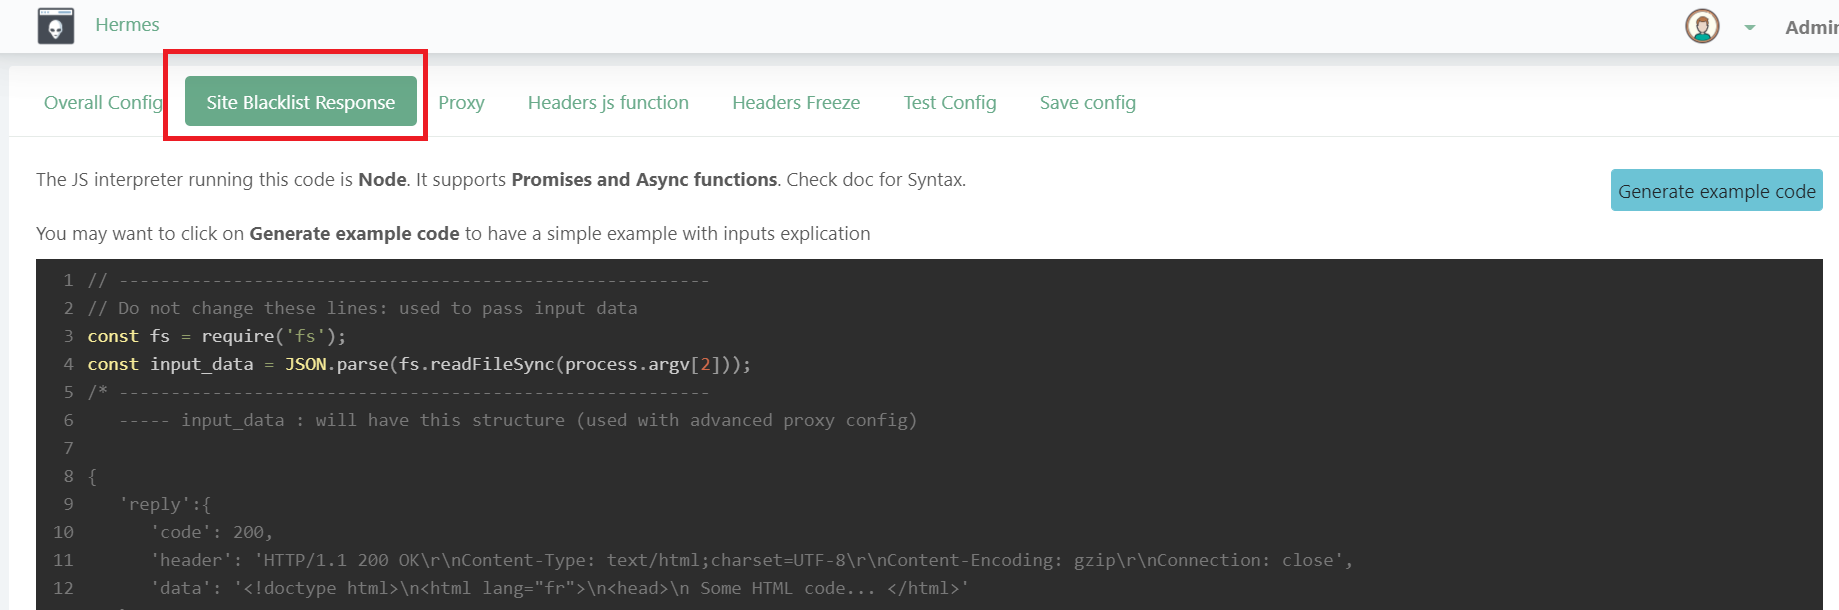 Hermes
Admin
Overall Config Site Blacklist Response Proxy Headers js function Headers Freeze Test Config Save config
The JS interpreter running this code is Node. It supports Promises and Async functions. Check doc for Syntax.
Generate example code
You may want to click on Generate example code to have a simple example with inputs explication
1 // ---------------------------------------------------------
2 // Do not change these lines: used to pass input data
3 const fs = require('fs');
4 const input_data = JSON.parse(fs.readFileSync(process.argv[2]));
5 /* ---------------------------------------------------------
6 ----- input_data : will have this structure (used with advanced proxy config)
7
8 {
9 'reply':{
10 'code': 200,
11 'header': 'HTTP/1.1 200 OK\r\nContent-Type: text/html;charset=UTF-8\r\nContent-Encoding: gzip\r\nConnection: close',
12 'data': '<!doctype html>\n<html lang="fr">\n<head>\n Some HTML code... </html>'